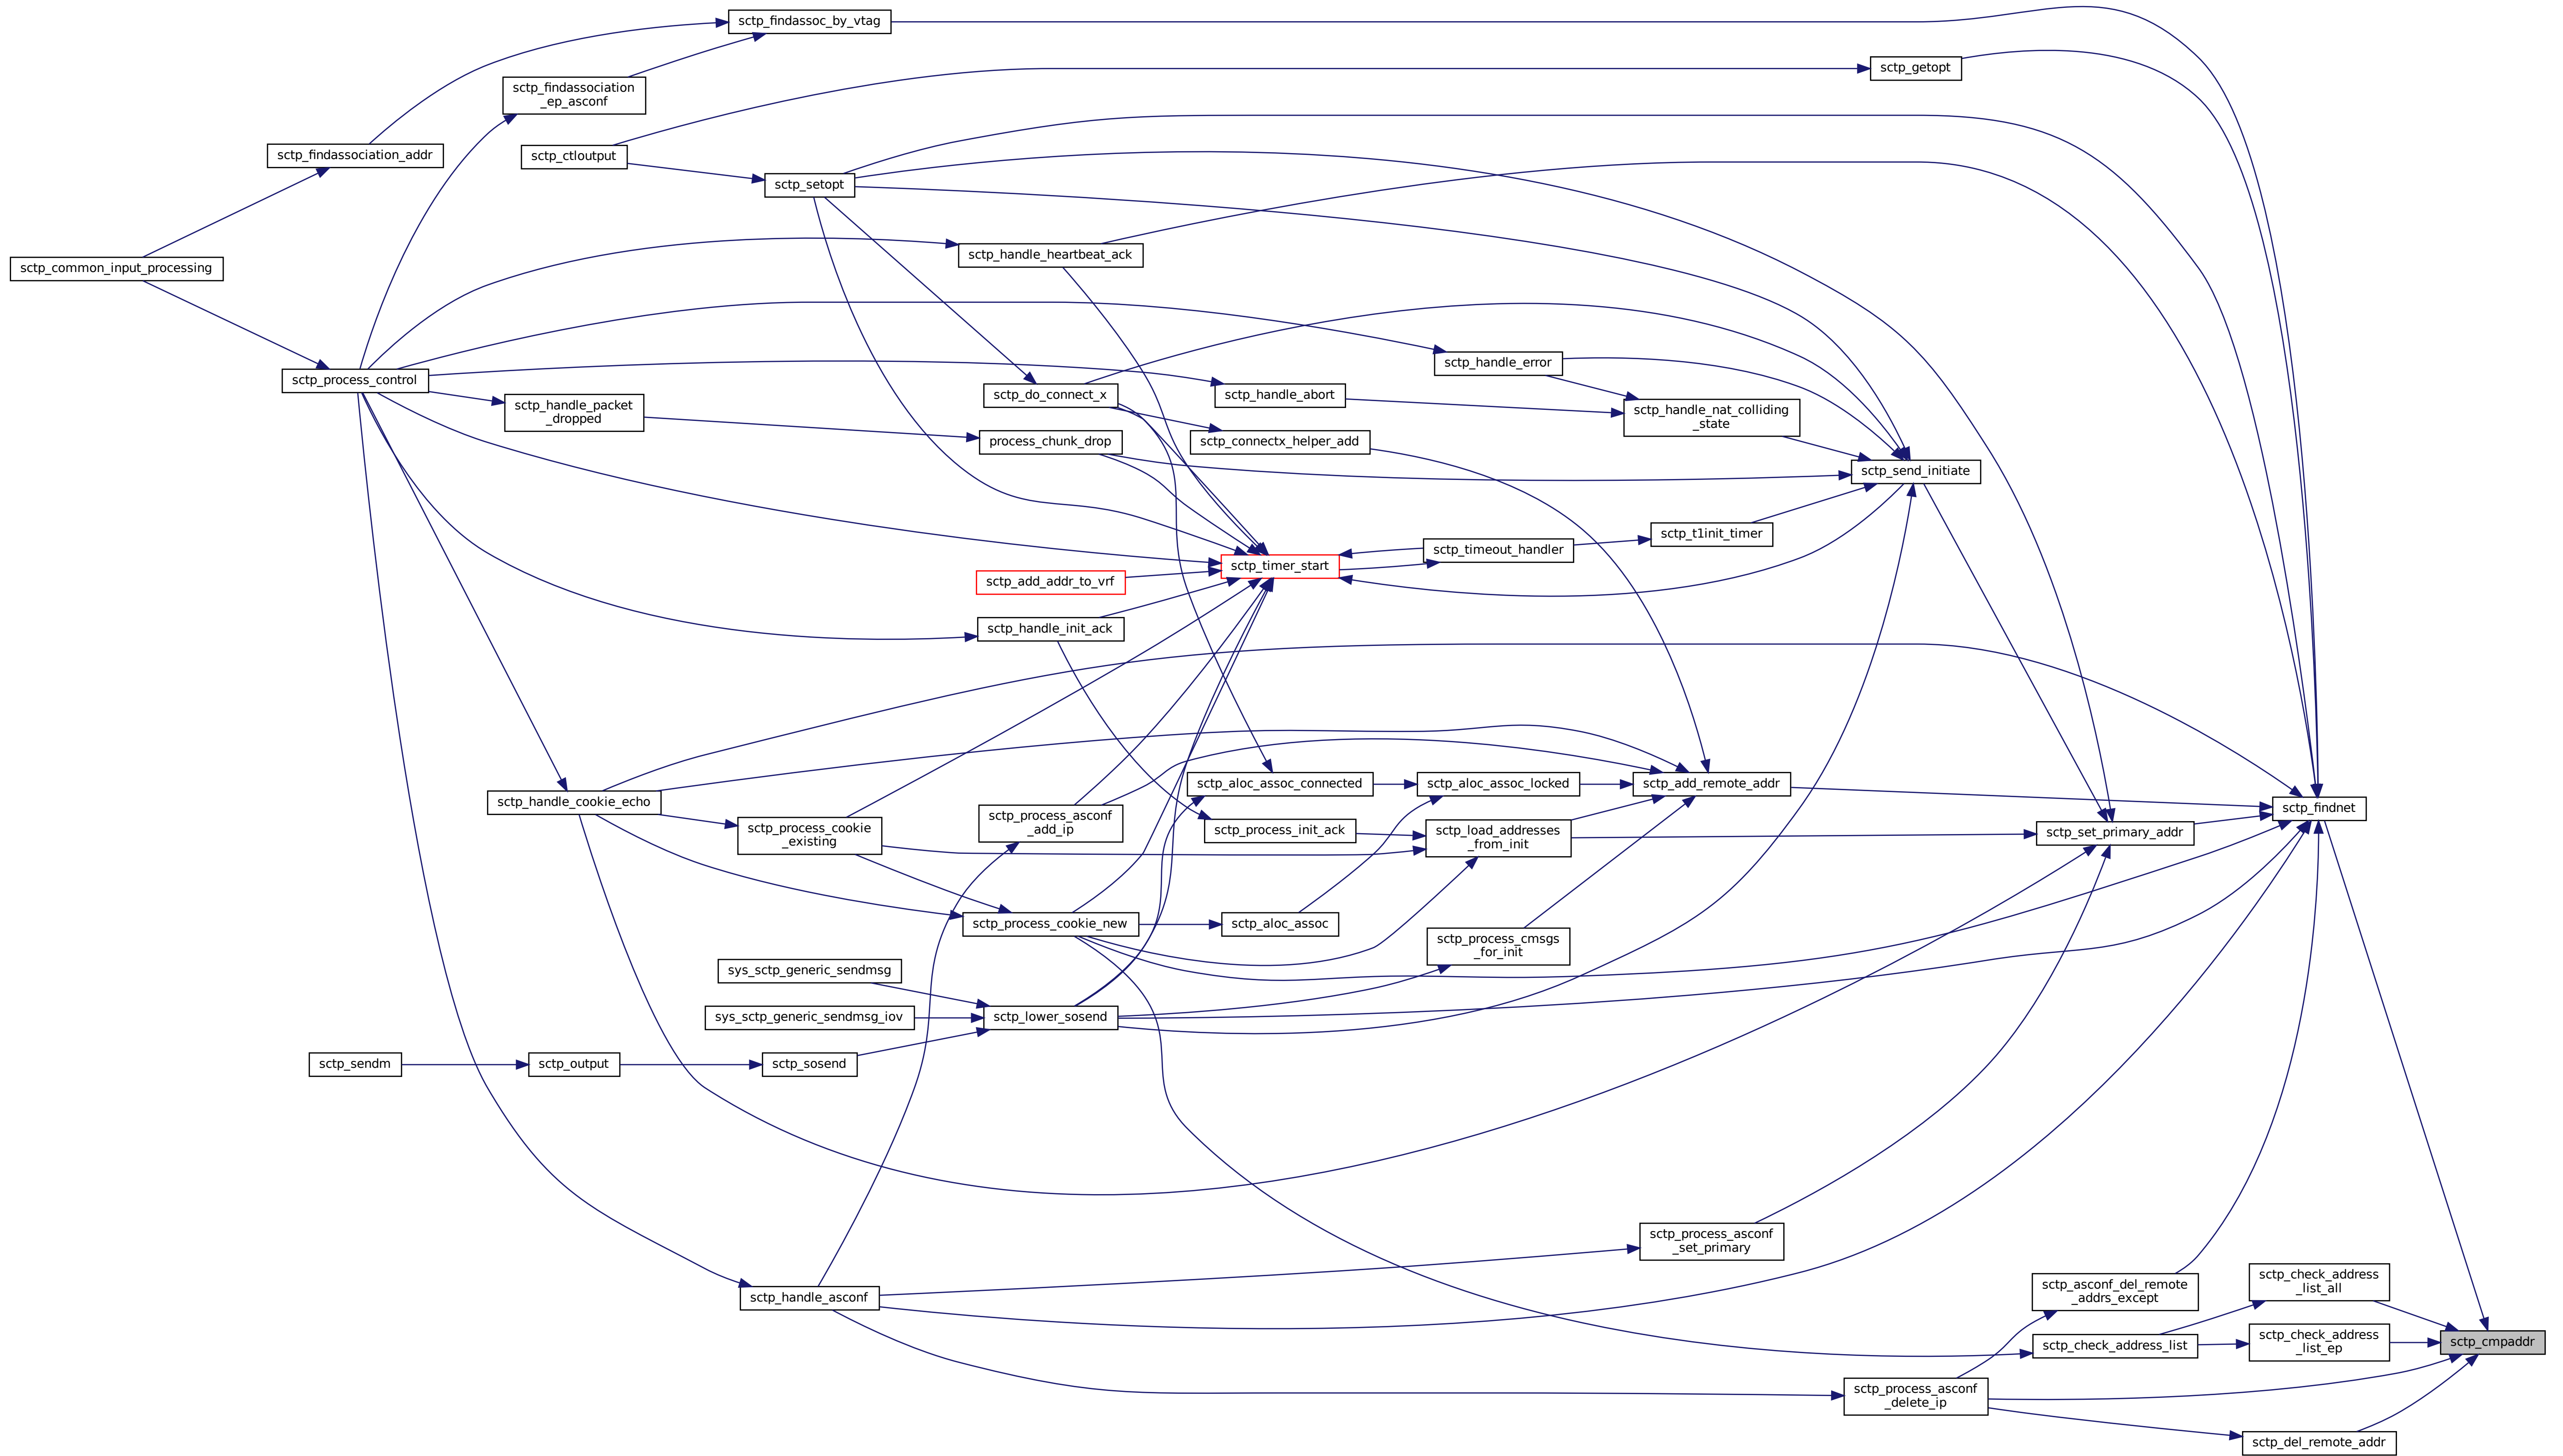 sctp_findassoc_by_vtag
sctp_getopt
sctp_findassociation
_ep_asconf
sctp_findassociation_addr
sctp_ctloutput
sctp_setopt
sctp_handle_heartbeat_ack
sctp_common_input_processing
sctp_handle_error
sctp_process_control
sctp_do_connect_x
sctp_handle_abort
sctp_handle_packet
_dropped
sctp_handle_nat_colliding
_state
process_chunk_drop
sctp_connectx_helper_add
sctp_send_initiate
sctp_t1init_timer
sctp_timeout_handler
sctp_timer_start
sctp_add_addr_to_vrf
sctp_handle_init_ack
sctp_aloc_assoc_connected
sctp_aloc_assoc_locked
sctp_add_remote_addr
sctp_handle_cookie_echo
sctp_findnet
sctp_process_asconf
_add_ip
sctp_process_cookie
_existing
sctp_process_init_ack
sctp_load_addresses
_from_init
sctp_set_primary_addr
sctp_process_cookie_new
sctp_aloc_assoc
sctp_process_cmsgs
_for_init
sys_sctp_generic_sendmsg
sys_sctp_generic_sendmsg_iov
sctp_lower_sosend
sctp_sendm
sctp_output
sctp_sosend
sctp_process_asconf
_set_primary
sctp_handle_asconf
sctp_asconf_del_remote
_addrs_except
sctp_check_address
_list_all
sctp_check_address_list
sctp_check_address
_list_ep
sctp_cmpaddr
sctp_process_asconf
_delete_ip
sctp_del_remote_addr